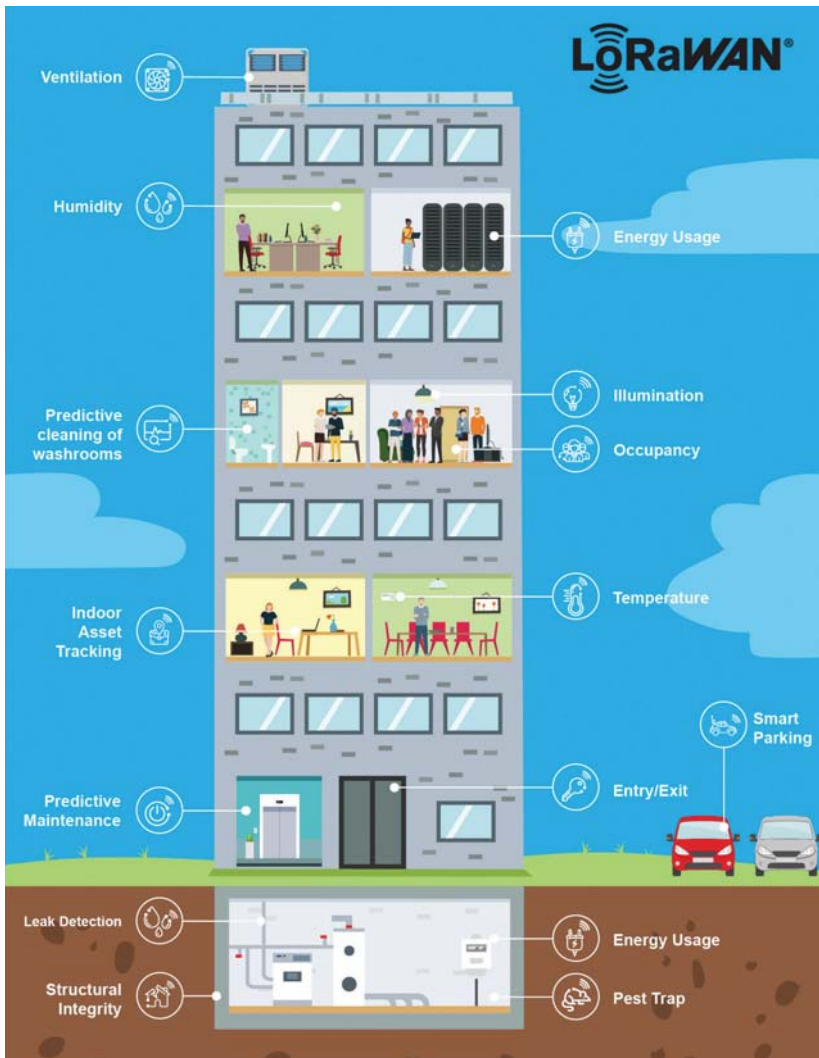 LoRaWAN®
Ventilation
Humidity
Energy Usage
Illumination
Predictive
cleaning of
washrooms
Occupancy
Indoor
Asset
Tracking
Temperature
Smart
Parking
Predictive
Maintenance
Entry/Exit
Leak Detection
Energy Usage
Structural
Integrity
Pest Trap